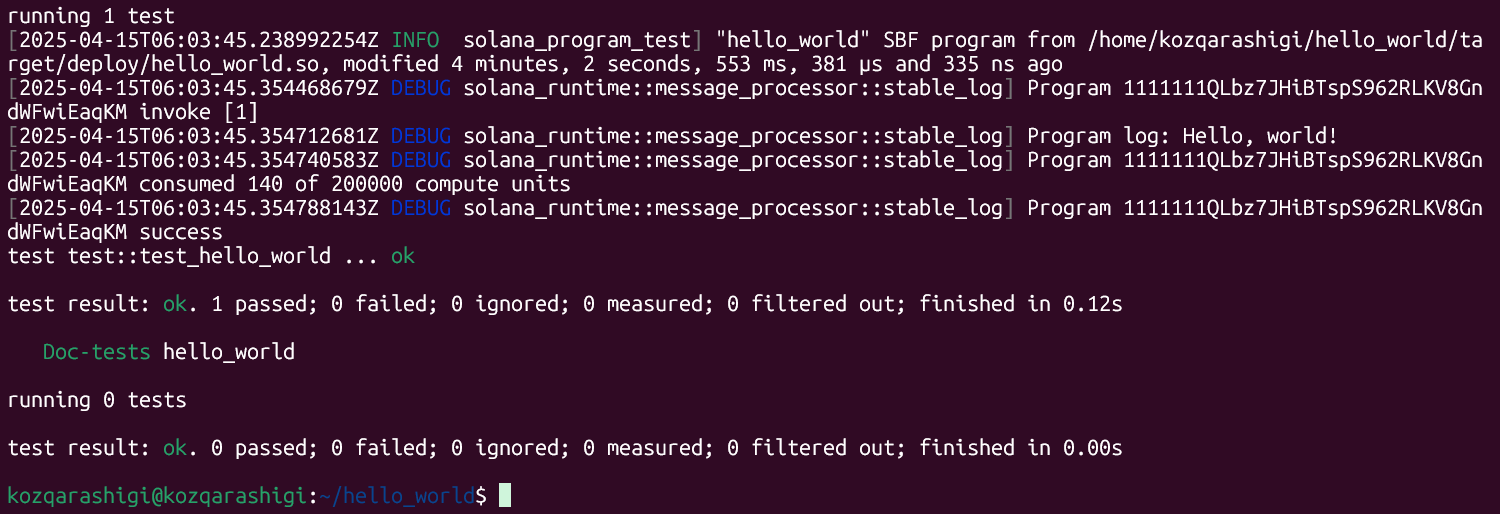 running 1 test
[2025-04-15T06:03:45.238992254Z INFO  solana_program_test] "hello_world" SBF program from /home/kozqarashigi/hello_world/ta
rget/deploy/hello_world.so, modified 4 minutes, 2 seconds, 553 ms, 381 µs and 335 ns ago
[2025-04-15T06:03:45.354468679Z DEBUG solana_runtime::message_processor::stable_log] Program 1111111QLbz7JHiBTspS962RLKV8Gn
dWFwiEaqKM invoke [1]
[2025-04-15T06:03:45.354712681Z DEBUG solana_runtime::message_processor::stable_log] Program log: Hello, world!
[2025-04-15T06:03:45.354740583Z DEBUG solana_runtime::message_processor::stable_log] Program 1111111QLbz7JHiBTspS962RLKV8Gn
dWFwiEaqKM consumed 140 of 200000 compute units
[2025-04-15T06:03:45.354788143Z DEBUG solana_runtime::message_processor::stable_log] Program 1111111QLbz7JHiBTspS962RLKV8Gn
dWFwiEaqKM success
test test::test_hello_world ... ok

test result: ok. 1 passed; 0 failed; 0 ignored; 0 measured; 0 filtered out; finished in 0.12s

   Doc-tests hello_world

running 0 tests

test result: ok. 0 passed; 0 failed; 0 ignored; 0 measured; 0 filtered out; finished in 0.00s

kozqarashigi@kozqarashigi:~/hello_world$